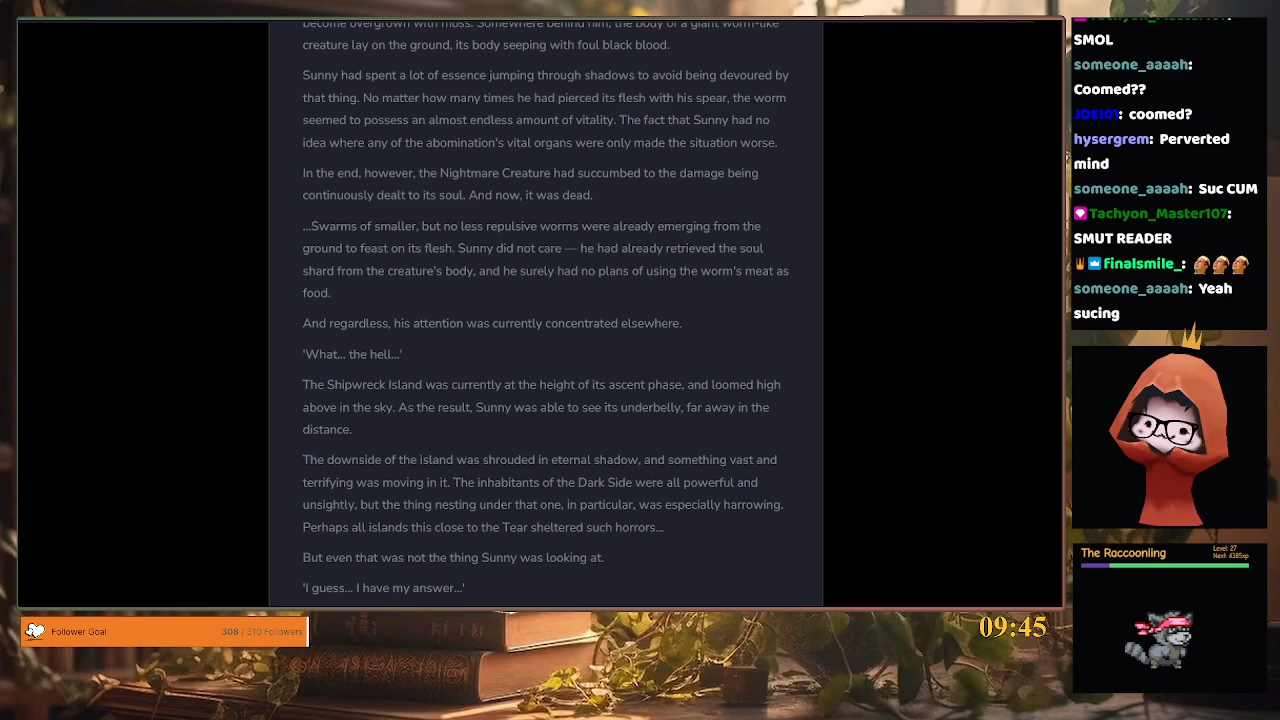 become overgrown with moss. Somewhere behind him, the body of a giant worm-like
creature lay on the ground, its body seeping with foul black blood.
Sunny had spent a lot of essence jumping through shadows to avoid being devoured by
that thing. No matter how many times he had pierced its flesh with his spear, the worm
seemed to possess an almost endless amount of vitality. The fact that Sunny had no
idea where any of the abomination's vital organs were only made the situation worse.
In the end, however, the Nightmare Creature had succumbed to the damage being
continuously dealt to its soul. And now, it was dead.
...Swarms of smaller, but no less repulsive worms were already emerging from the
ground to feast on its flesh. Sunny did not care — he had already retrieved the soul
shard from the creature's body, and he surely had no plans of using the worm's meat as
food.
And regardless, his attention was currently concentrated elsewhere.
'What... the hell...'
The Shipwreck Island was currently at the height of its ascent phase, and loomed high
above in the sky. As the result, Sunny was able to see its underbelly, far away in the
distance.
The downside of the island was shrouded in eternal shadow, and something vast and
terrifying was moving in it. The inhabitants of the Dark Side were all powerful and
unsightly, but the thing nesting under that one, in particular, was especially harrowing.
Perhaps all islands this close to the Tear sheltered such horrors...
But even that was not the thing Sunny was looking at.
'I guess... I have my answer...'
Tachyon_Master107:
SMOL
someone_aaaah:
Coomed??
JDEI01: coomed?
hysergrem: Perverted
mind
someone_aaaah: Suc CUM
Tachyon_Master107:
SMUT READER
finalsmile_:
someone_aaaah: Yeah
sucing
The Raccoonling
Level: 27
Next: 4385xp
Follower Goal
308 / 310 Followers
09:45